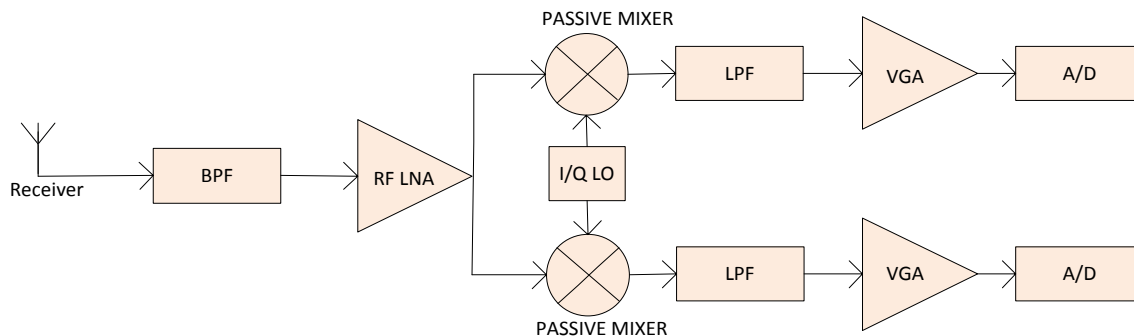 PASSIVE MIXER
LPF
VGA
A/D
Receiver
BPF
RF LNA
I/Q LO
LPF
VGA
A/D
PASSIVE MIXER